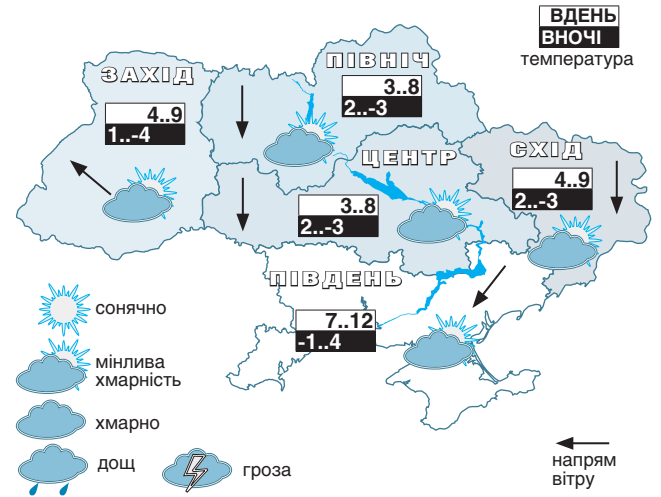 ВДЕНЬ
ВНОЧІ
температура
ЗАХІД
4..9
1..-4
ПІВНІЧ
3..8
2..-3
ЦЕНТР
3..8
2..-3
СХІД
4..9
2..-3
ПІВДЕНЬ
7..12
-1..4
сонячно
мінлива
хмарність
хмарно
дощ
гроза
напрям
вітру